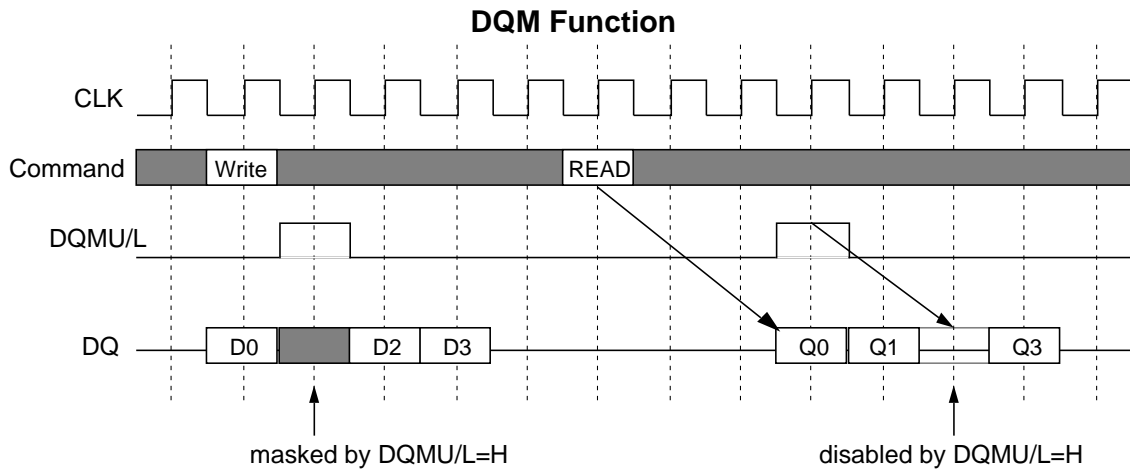 DQM Function
CLK
Command Write READ
DQMU/L
DQ D0 D2 D3 Q0 Q1 Q3
masked by DQMU/L=H disabled by DQMU/L=H